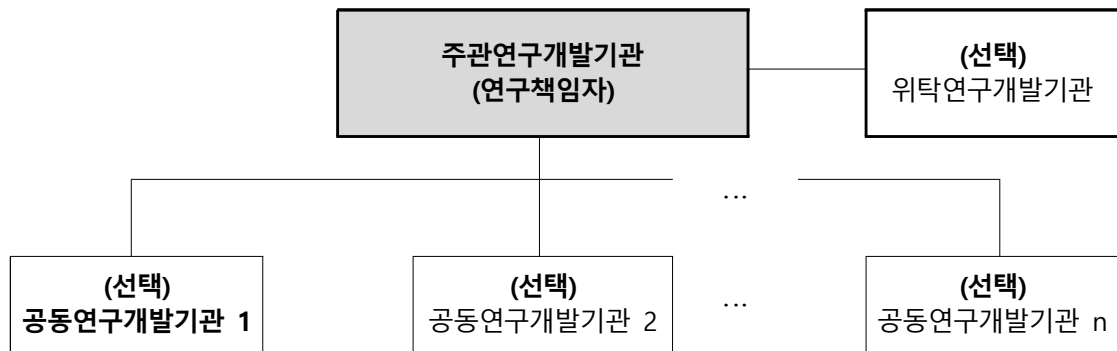 주관연구개발기관
(연구책임자)
(선택)
위탁연구개발기관
...
(선택)
공동연구개발기관 1
(선택)
공동연구개발기관 2
...
(선택)
공동연구개발기관 n